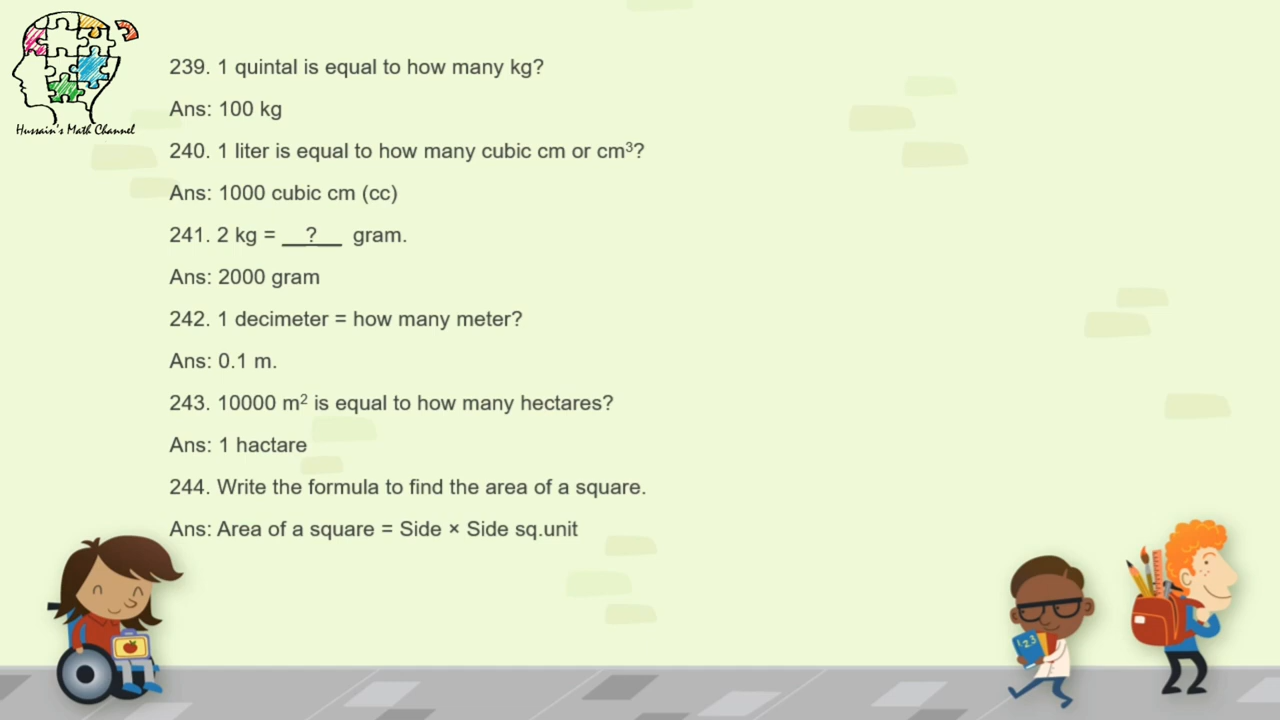 Hussain's Math Channel
239. 1 quintal is equal to how many kg?
Ans: 100 kg
240. 1 liter is equal to how many cubic cm or cm³?
Ans: 1000 cubic cm (cc)
241. 2 kg = __?__ gram.
Ans: 2000 gram
242. 1 decimeter = how many meter?
Ans: 0.1 m.
243. 10000 m² is equal to how many hectares?
Ans: 1 hactare
244. Write the formula to find the area of a square.
Ans: Area of a square = Side × Side sq.unit
123